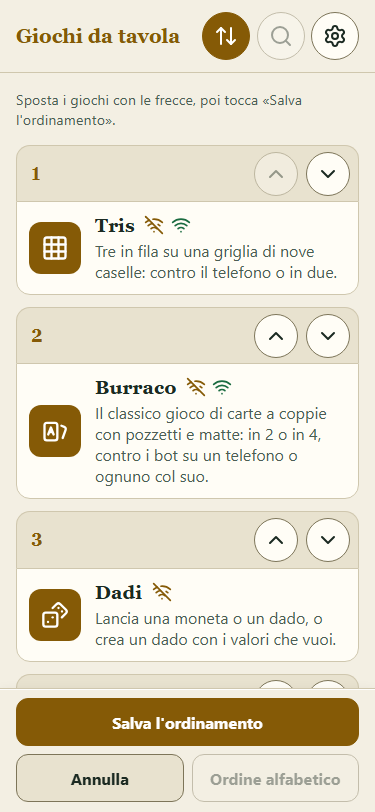 Giochi da tavola
Sposta i giochi con le frecce, poi tocca «Salva
l'ordinamento».
1
Tris
Tre in fila su una griglia di nove
caselle: contro il telefono o in due.
2
Burraco
Il classico gioco di carte a coppie
con pozzetti e matte: in 2 o in 4,
contro i bot su un telefono o
ognuno col suo.
3
Dadi
Lancia una moneta o un dado, o
crea un dado con i valori che vuoi.
Salva l'ordinamento
Annulla
Ordine alfabetico